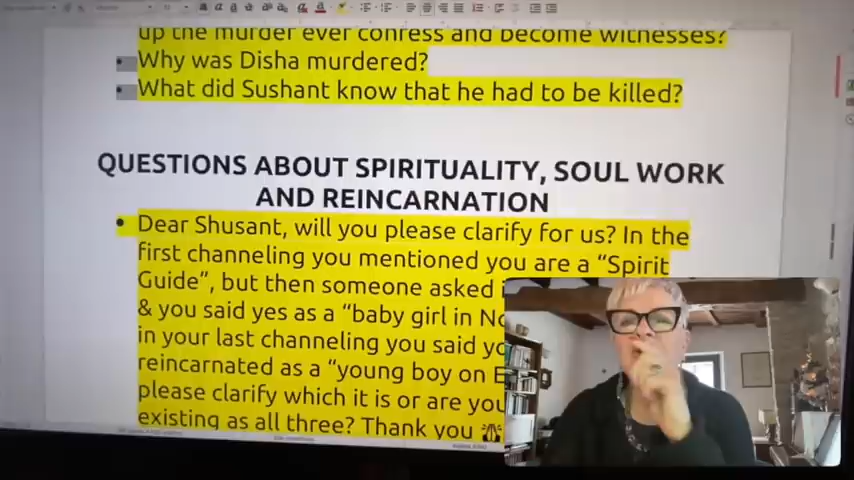 up the murder ever confess and become witnesses?
Why was Disha murdered?
What did Sushant know that he had to be killed?
QUESTIONS ABOUT SPIRITUALITY, SOUL WORK
AND REINCARNATION
Dear Shusant, will you please clarify for us? In the
first channeling you mentioned you are a “Spirit
Guide”, but then someone asked
& you said yes as a “baby girl in
in your last channeling you said
reincarnated as a “young boy on
please clarify which it is or are you
existing as all three? Thank you 🙏